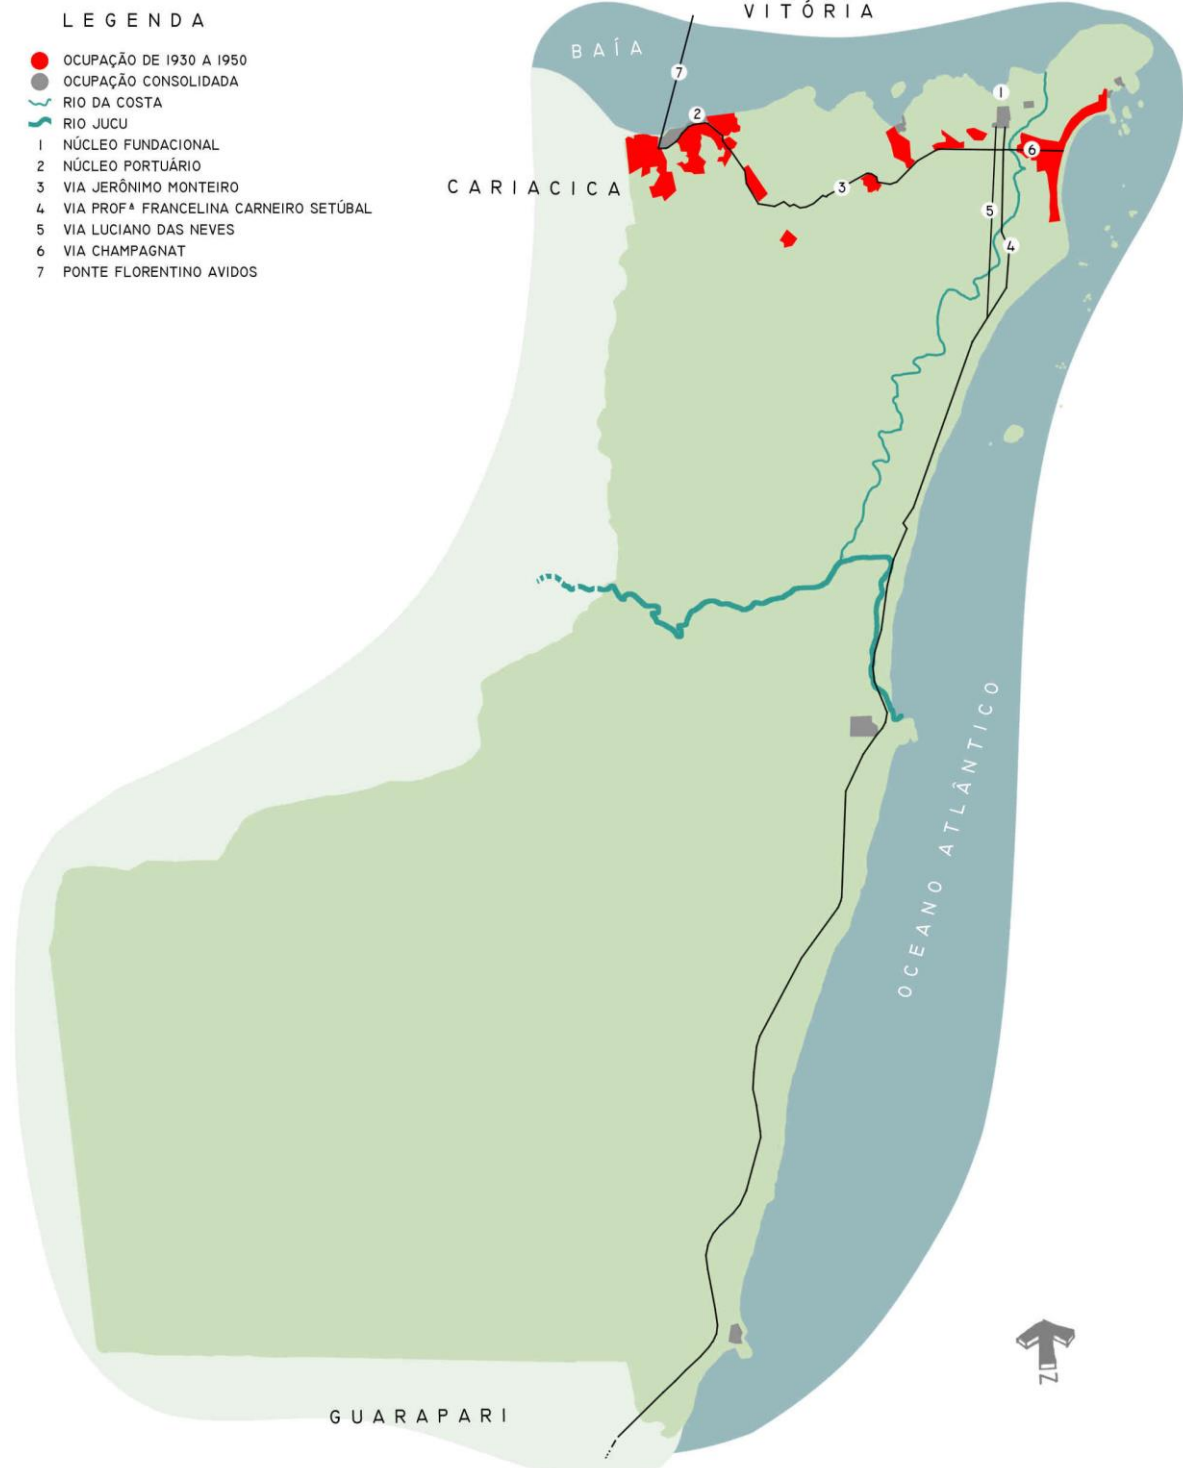 LEGENDA
OCUPAÇÃO DE 1930 A 1950
OCUPAÇÃO CONSOLIDADA
RIO DA COSTA
RIO JUCU
1 NÚCLEO FUNDACIONAL
2 NÚCLEO PORTUÁRIO
3 VIA JERÔNIMO MONTEIRO
4 VIA PROFª FRANCELINA CARNEIRO SETÚBAL
5 VIA LUCIANO DAS NEVES
6 VIA CHAMPAGNAT
7 PONTE FLORENTINO AVIDOS
VITÓRIA
BAÍA
7
1
2
6
CARIACICA
3
5
4
OCEANO ATLÂNTICO
N
GUARAPARI